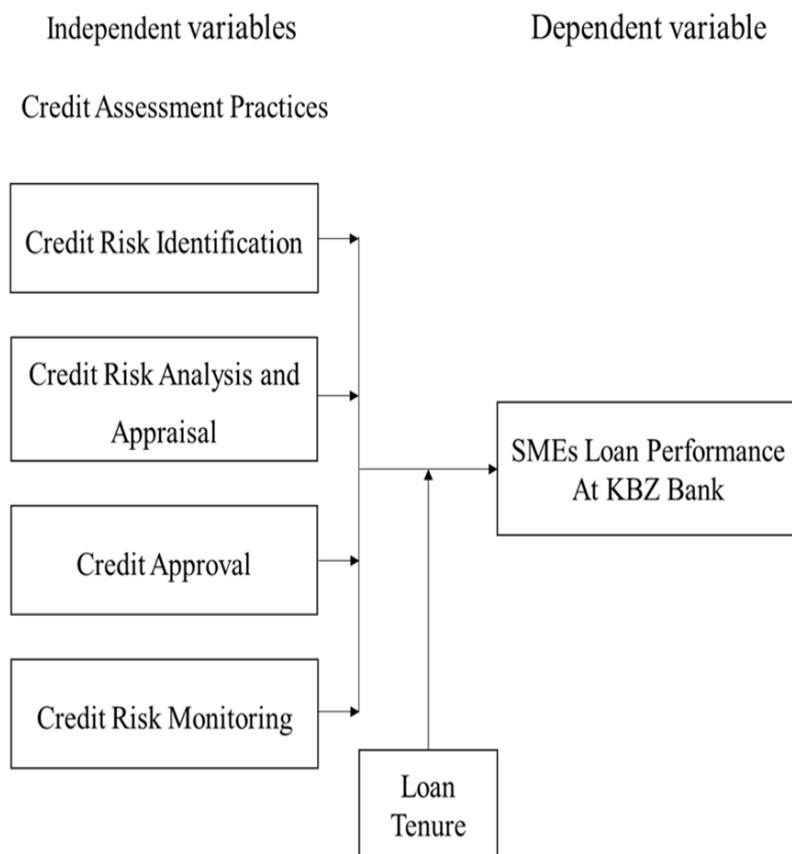 Independent variables
Dependent variable
Credit Assessment Practices
Credit Risk Identification
Credit Risk Analysis and
Appraisal
Credit Approval
Credit Risk Monitoring
SMEs Loan Performance
At KBZ Bank
Loan
Tenure